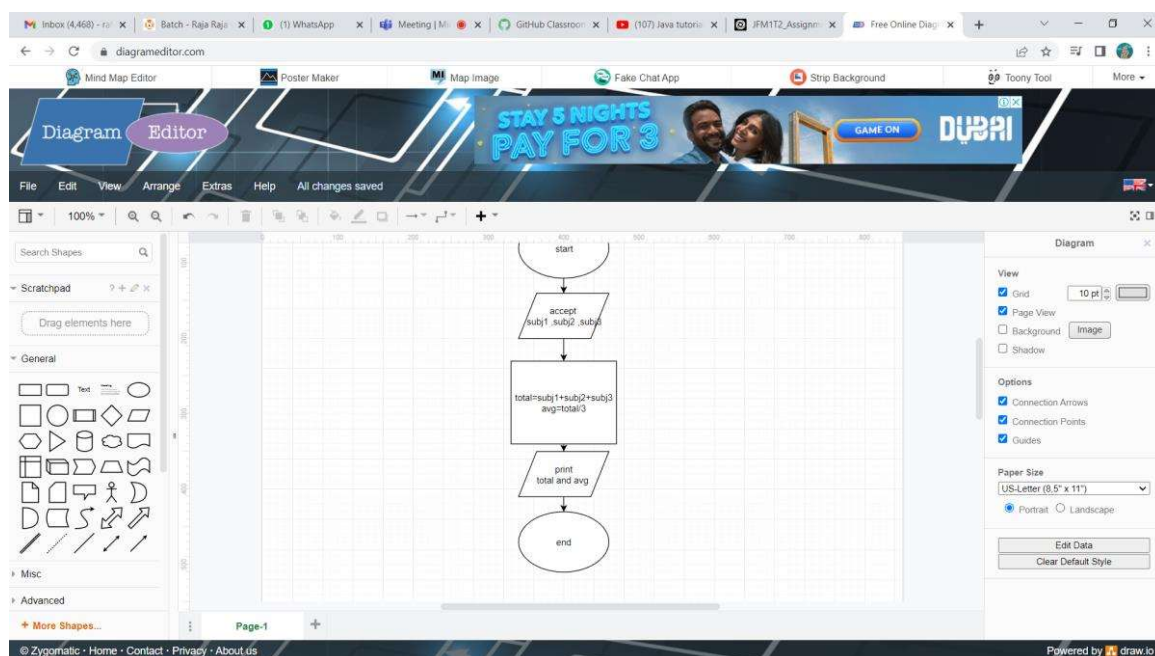 Inbox (4,468) - ra
Batch - Raja Raja
(1) WhatsApp
Meeting | Mi
GitHub Classroom
(107) Java tutoria
JFM1T2_Assignm
Free Online Diag
diagrameditor.com
Mind Map Editor
Poster Maker
MI Map Image
Fake Chat App
Strip Background
Toony Tool
More
Diagram Editor
STAY 5 NIGHTS
PAY FOR 3
GAME ON
DUBAI
File Edit View Arrange Extras Help All changes saved
100%
Search Shapes
Scratchpad
Drag elements here
General
Text
Misc
Advanced
+ More Shapes...
start
accept
subj1 ,subj2 ,subj3
total=subj1+subj2+subj3
avg=total/3
print
total and avg
end
Page-1
Diagram
View
Grid 10 pt
Page View
Background Image
Shadow
Options
Connection Arrows
Connection Points
Guides
Paper Size
US-Letter (8,5" x 11")
Portrait Landscape
Edit Data
Clear Default Style
© Zygomatic · Home · Contact · Privacy · About us
Powered by draw.io